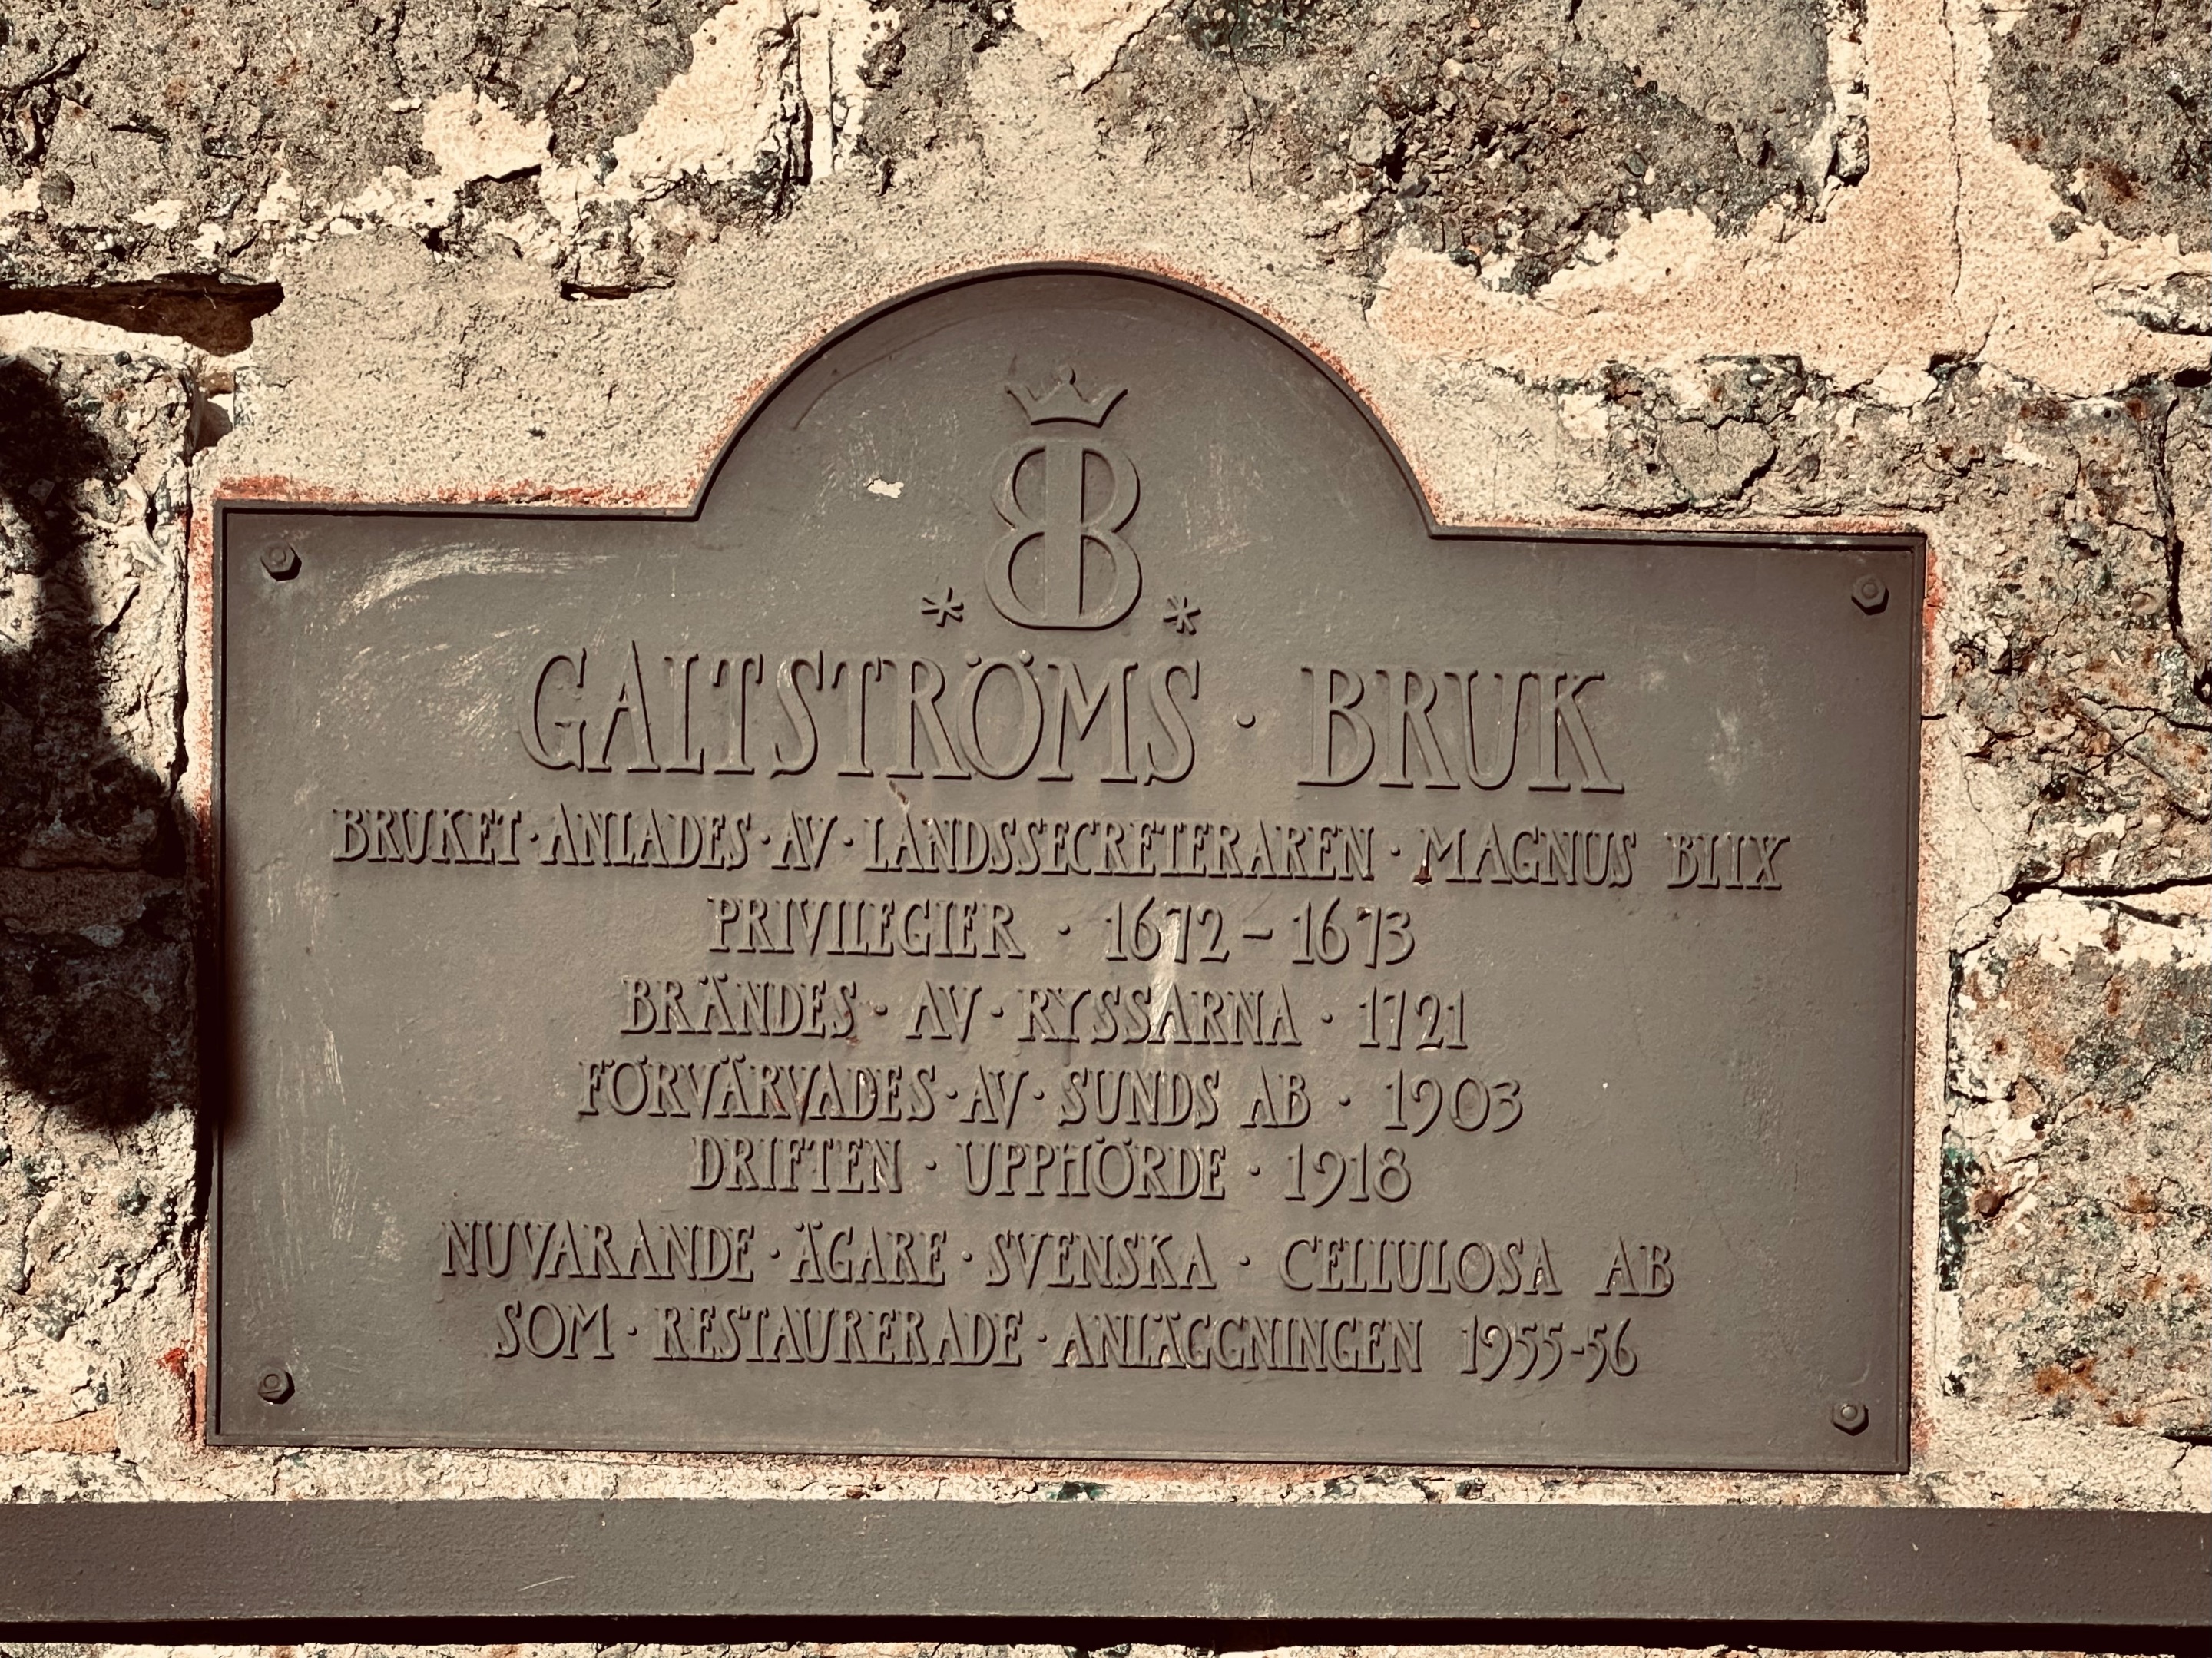 * B *
GALTSTRÖMS · BRUK
BRUKET · ANLADES · AV · LANDSSECRETERAREN · MAGNUS BLIX
PRIVILEGIER · 1672 – 1673
BRÄNDES · AV · RYSSARNA · 1721
FÖRVÄRVADES · AV · SUNDS AB · 1903
DRIFTEN · UPPHÖRDE · 1918
NUVARANDE · ÄGARE · SVENSKA · CELLULOSA AB
SOM · RESTAURERADE · ANLÄGGNINGEN 1955-56